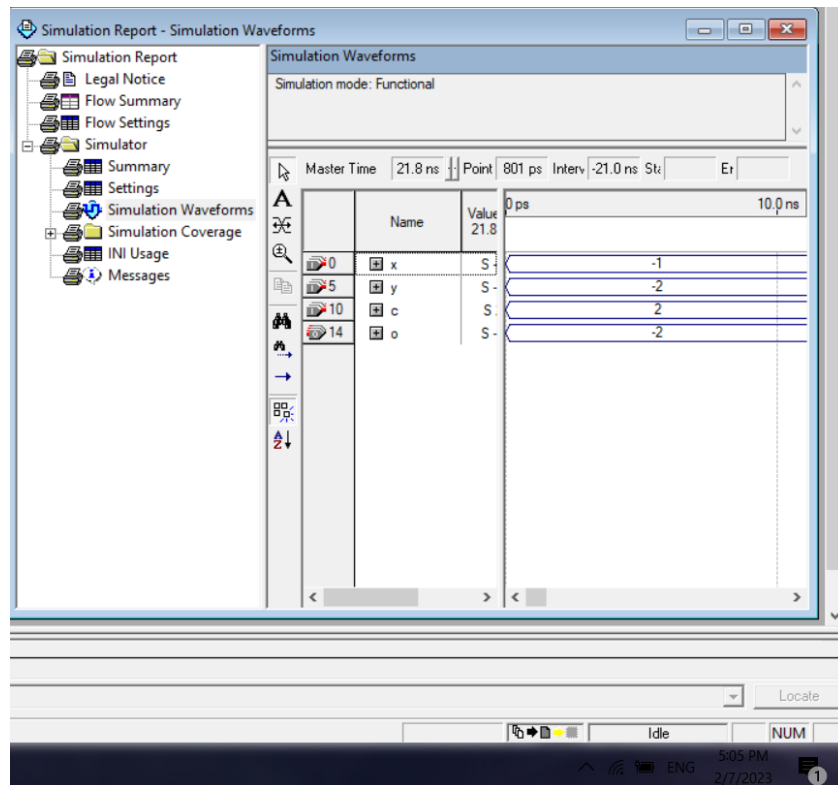 Simulation Report - Simulation Waveforms
Simulation Report
Legal Notice
Flow Summary
Flow Settings
Simulator
Summary
Settings
Simulation Waveforms
Simulation Coverage
INI Usage
Messages
Simulation Waveforms
Simulation mode: Functional
Master Time 21.8 ns Point 801 ps Interv -21.0 ns Sta
Name Value 0 ps 10.0 ns
21.8
0 x S - -1
5 y S - -2
10 c S 2
14 o S - -2
Locate
Idle NUM
ENG 5:05 PM
2/7/2023 1